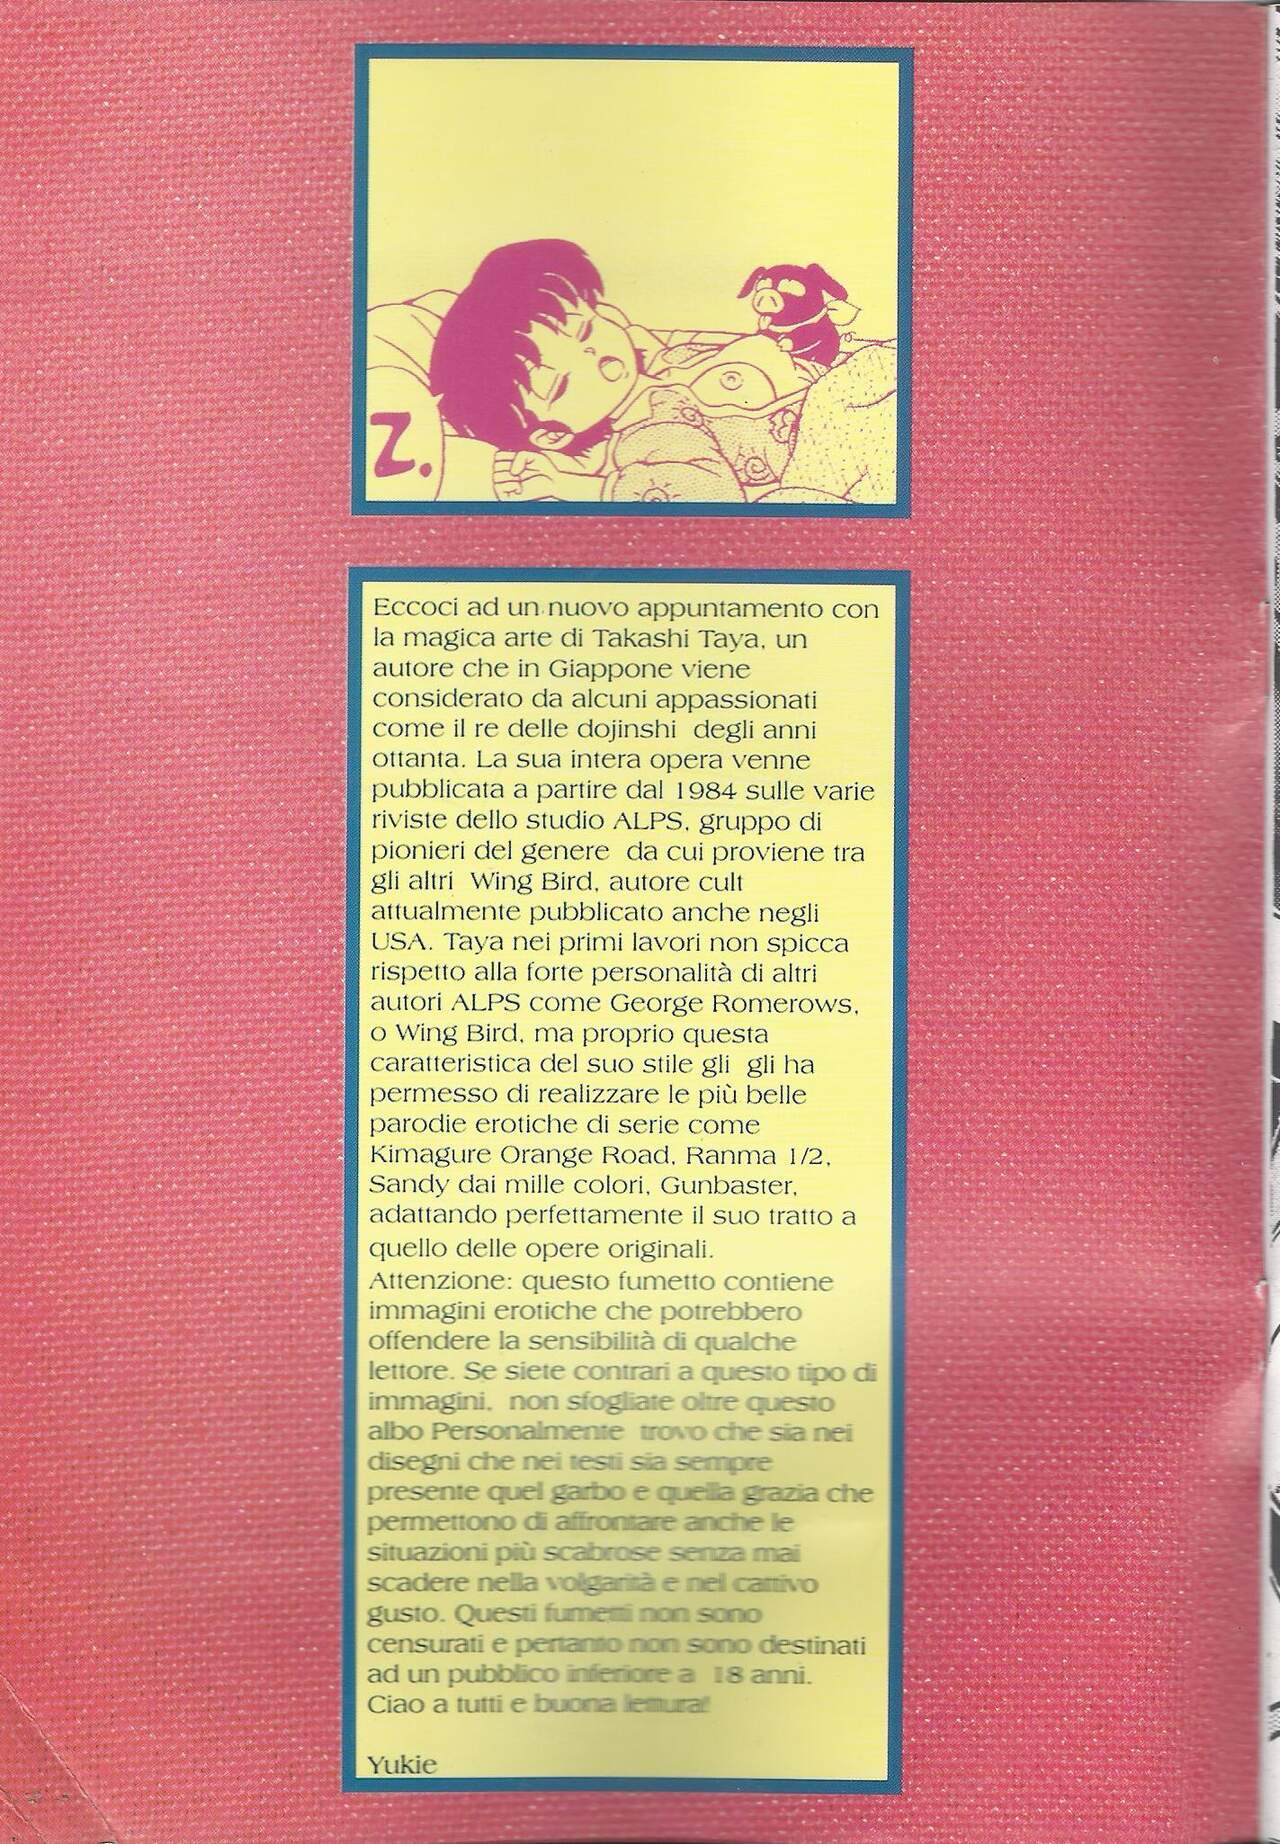 Z.
Eccoci ad un nuovo appuntamento con
la magica arte di Takashi Taya, un
autore che in Giappone viene
considerato da alcuni appassionati
come il re delle dojinshi degli anni
ottanta. La sua intera opera venne
pubblicata a partire dal 1984 sulle varie
riviste dello studio ALPS, gruppo di
pionieri del genere da cui proviene tra
gli altri Wing Bird, autore cult
attualmente pubblicato anche negli
USA. Taya nei primi lavori non spicca
rispetto alla forte personalità di altri
autori ALPS come George Romerows,
o Wing Bird, ma proprio questa
caratteristica del suo stile gli gli ha
permesso di realizzare le più belle
parodie erotiche di serie come
Kimagure Orange Road, Ranma 1/2,
Sandy dai mille colori, Gunbaster,
adattando perfettamente il suo tratto a
quello delle opere originali.
Attenzione: questo fumetto contiene
immagini erotiche che potrebbero
offendere la sensibilità di qualche
lettore. Se siete contrari a questo tipo di
immagini, non sfogliate oltre questo
albo Personalmente trovo che sia nei
disegni che nei testi sia sempre
presente quel garbo e quella grazia che
permettono di affrontare anche le
situazioni più scabrose senza mai
scadere nella volgarità e nel cattivo
gusto. Questi fumetti non sono
censurati e pertanto non sono destinati
ad un pubblico inferiore a 18 anni.
Ciao a tutti e buona lettura!
Yukie